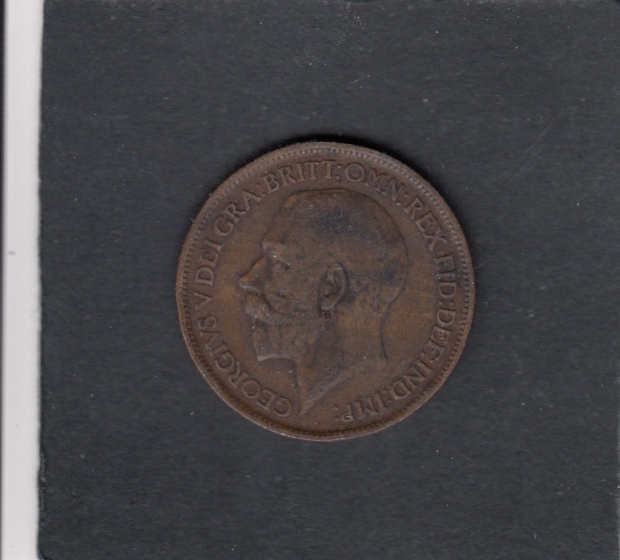 GEORGIVS V DEI GRA: BRITT: OMN: REX FID: DEF: IND: IMP: